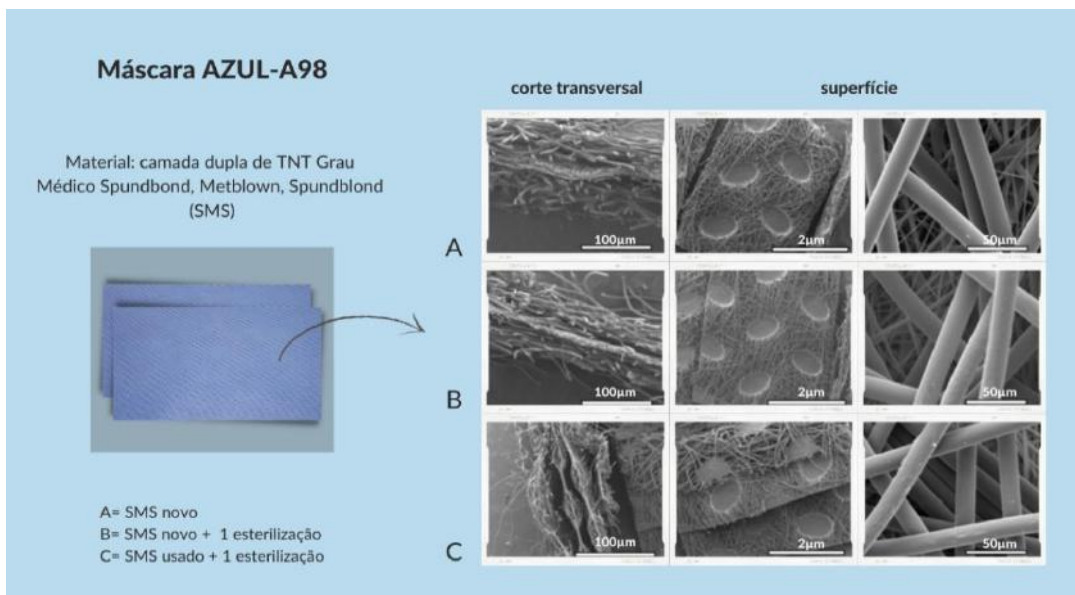 Máscara AZUL-A98
Material: camada dupla de TNT Grau
Médico Spundbond, Metblown, Spundblond
(SMS)
A= SMS novo
B= SMS novo + 1 esterilização
C= SMS usado + 1 esterilização
corte transversal
superfície
A
100µm
2µm
50µm
B
100µm
2µm
50µm
C
100µm
2µm
50µm